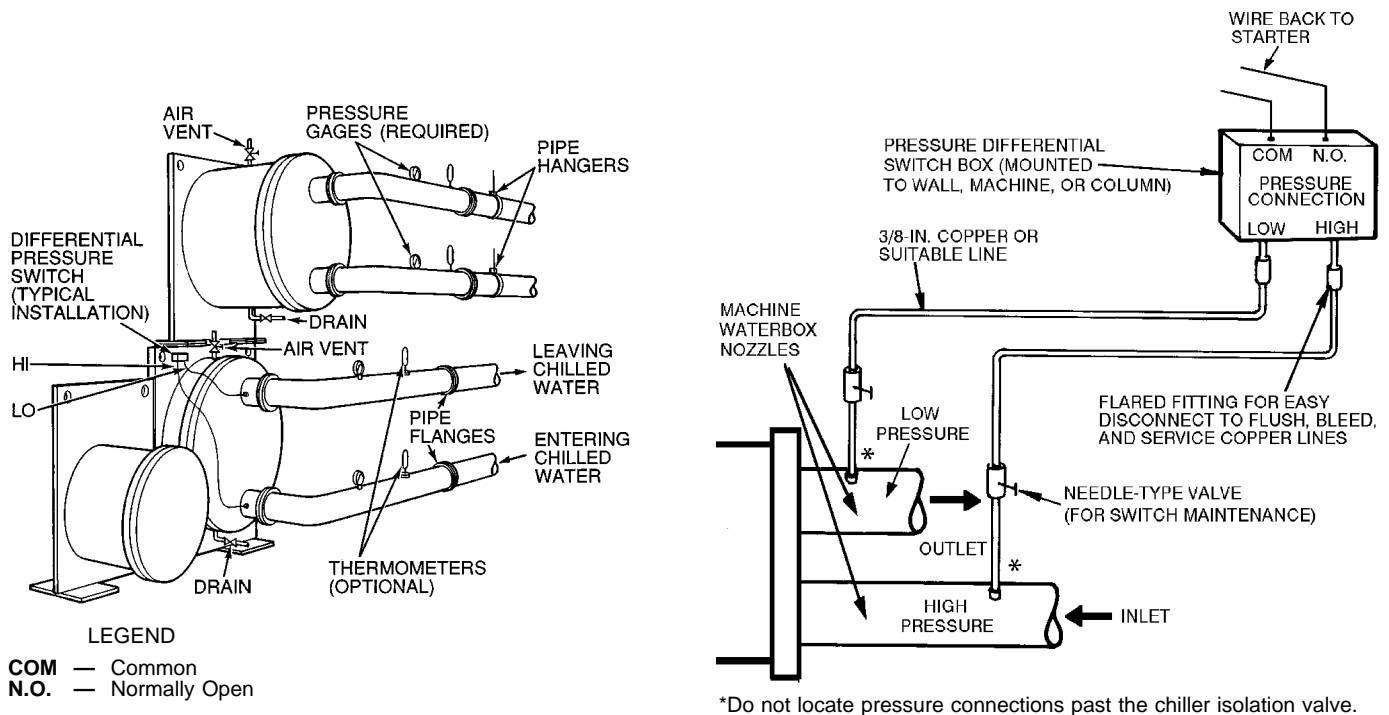 AIR
VENT
PRESSURE
GAGES (REQUIRED)
PIPE
HANGERS
DIFFERENTIAL
PRESSURE
SWITCH
(TYPICAL
INSTALLATION)
DRAIN
AIR VENT
HI
LO
LEAVING
CHILLED
WATER
PIPE
FLANGES
ENTERING
CHILLED
WATER
THERMOMETERS
(OPTIONAL)
DRAIN
LEGEND
COM — Common
N.O. — Normally Open
WIRE BACK TO
STARTER
PRESSURE DIFFERENTIAL
SWITCH BOX (MOUNTED
TO WALL, MACHINE, OR COLUMN)
COM N.O.
PRESSURE
CONNECTION
LOW HIGH
3/8-IN. COPPER OR
SUITABLE LINE
MACHINE
WATERBOX
NOZZLES
FLARED FITTING FOR EASY
DISCONNECT TO FLUSH, BLEED,
AND SERVICE COPPER LINES
LOW
PRESSURE
*
NEEDLE-TYPE VALVE
(FOR SWITCH MAINTENANCE)
OUTLET
*
HIGH
PRESSURE
INLET
*Do not locate pressure connections past the chiller isolation valve.